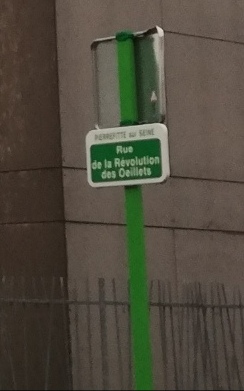 PIERREFITTE sur SEINE
Rue
de la Révolution
des Oeillets